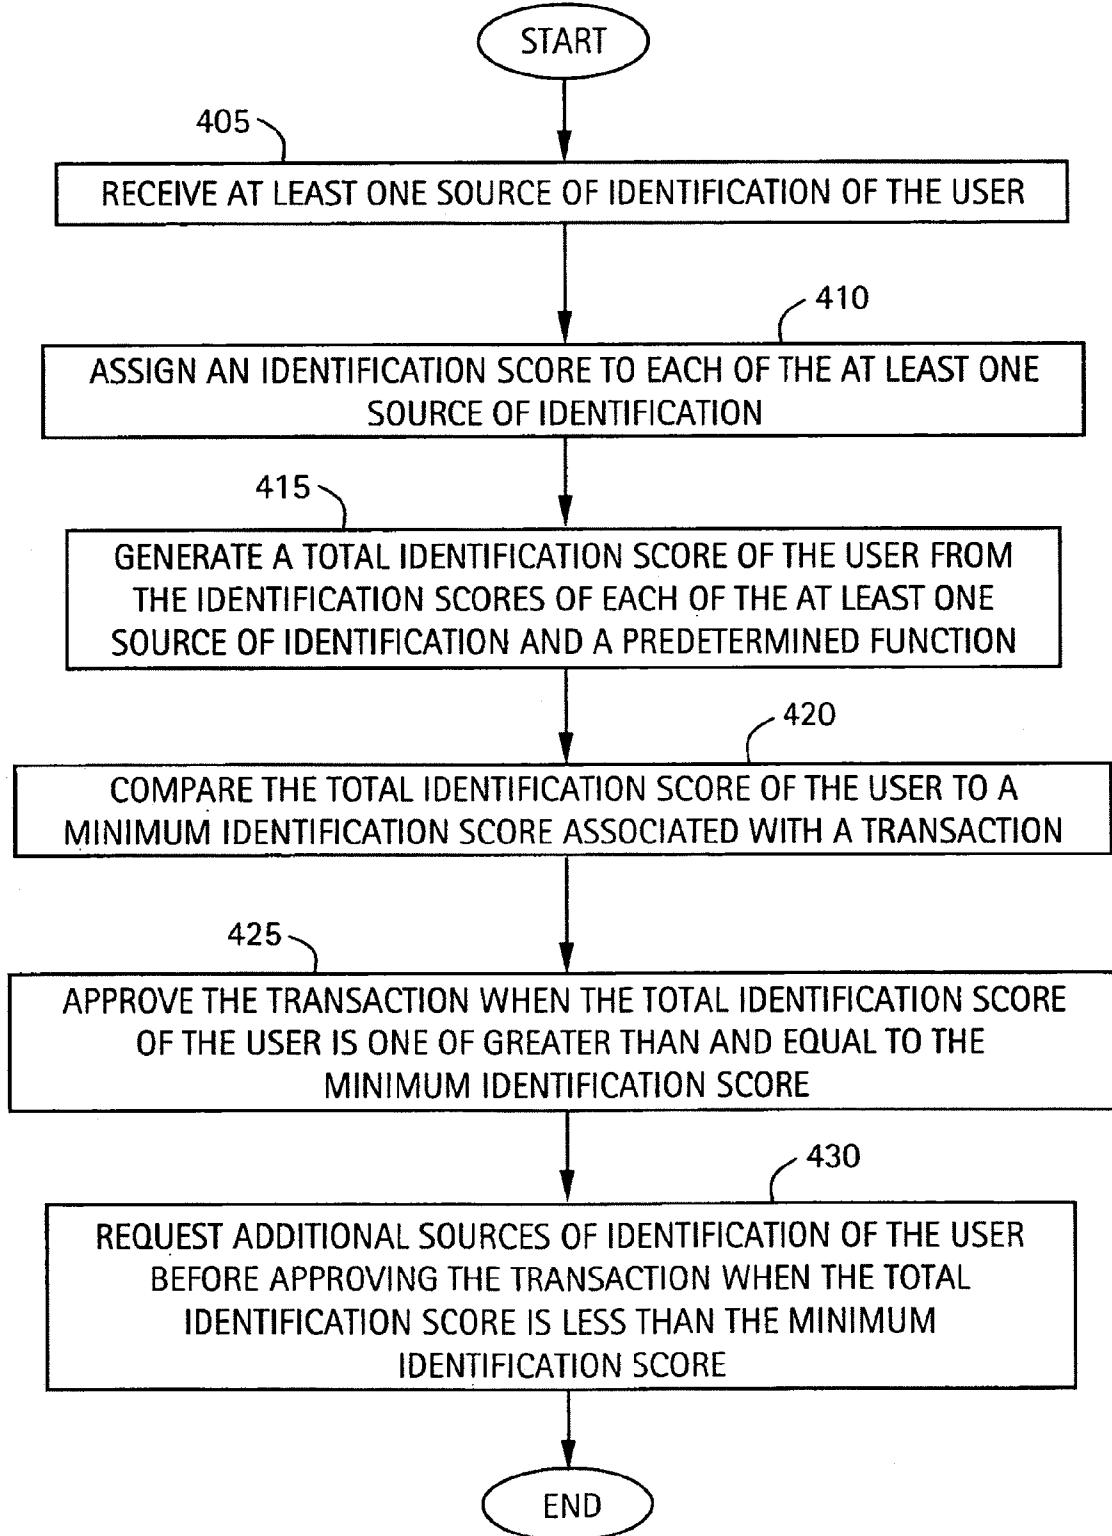 START
405
RECEIVE AT LEAST ONE SOURCE OF IDENTIFICATION OF THE USER
410
ASSIGN AN IDENTIFICATION SCORE TO EACH OF THE AT LEAST ONE
SOURCE OF IDENTIFICATION
415
GENERATE A TOTAL IDENTIFICATION SCORE OF THE USER FROM
THE IDENTIFICATION SCORES OF EACH OF THE AT LEAST ONE
SOURCE OF IDENTIFICATION AND A PREDETERMINED FUNCTION
420
COMPARE THE TOTAL IDENTIFICATION SCORE OF THE USER TO A
MINIMUM IDENTIFICATION SCORE ASSOCIATED WITH A TRANSACTION
425
APPROVE THE TRANSACTION WHEN THE TOTAL IDENTIFICATION SCORE
OF THE USER IS ONE OF GREATER THAN AND EQUAL TO THE
MINIMUM IDENTIFICATION SCORE
430
REQUEST ADDITIONAL SOURCES OF IDENTIFICATION OF THE USER
BEFORE APPROVING THE TRANSACTION WHEN THE TOTAL
IDENTIFICATION SCORE IS LESS THAN THE MINIMUM
IDENTIFICATION SCORE
END